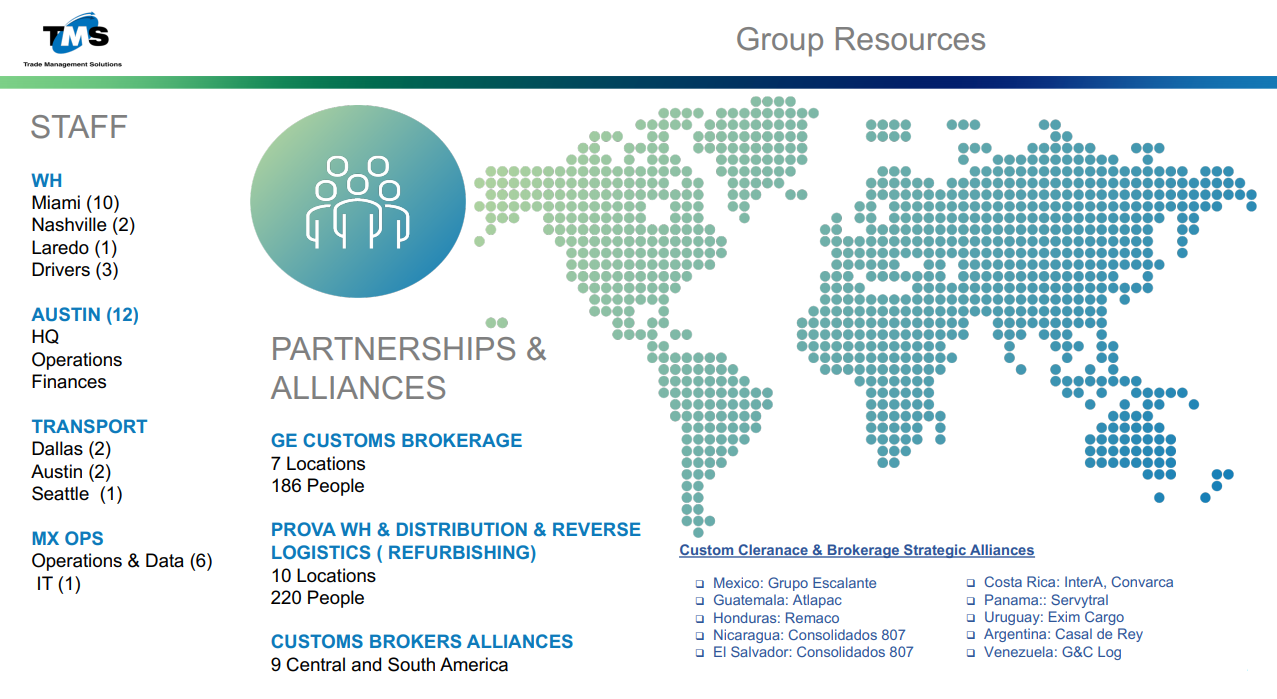 TMS
Trade Management Solutions
Group Resources
STAFF
WH
Miami (10)
Nashville (2)
Laredo (1)
Drivers (3)
AUSTIN (12)
HQ
Operations
Finances
TRANSPORT
Dallas (2)
Austin (2)
Seattle (1)
MX OPS
Operations & Data (6)
IT (1)
PARTNERSHIPS &
ALLIANCES
GE CUSTOMS BROKERAGE
7 Locations
186 People
PROVA WH & DISTRIBUTION & REVERSE
LOGISTICS ( REFURBISHING)
10 Locations
220 People
CUSTOMS BROKERS ALLIANCES
9 Central and South America
Custom Cleranace & Brokerage Strategic Alliances
Mexico: Grupo Escalante
Guatemala: Atlapac
Honduras: Remaco
Nicaragua: Consolidados 807
El Salvador: Consolidados 807
Costa Rica: InterA, Convarca
Panama:: Servytral
Uruguay: Exim Cargo
Argentina: Casal de Rey
Venezuela: G&C Log